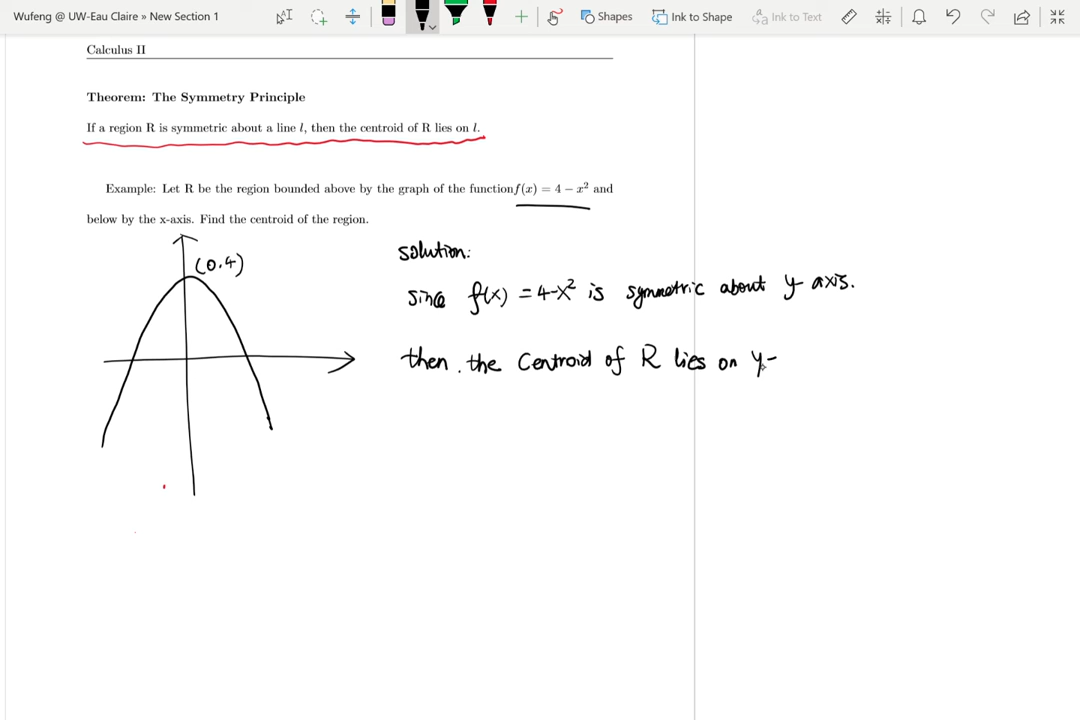 Wufeng @ UW-Eau Claire » New Section 1
Shapes
Ink to Shape
Ink to Text
Calculus II
Theorem: The Symmetry Principle
If a region R is symmetric about a line l, then the centroid of R lies on l.
Example: Let R be the region bounded above by the graph of the functionf(x) = 4 − x² and
below by the x-axis. Find the centroid of the region.
(0.4)
solution:
since f(x) = 4-x² is symmetric about y axis.
then. the centroid of R lies on y-